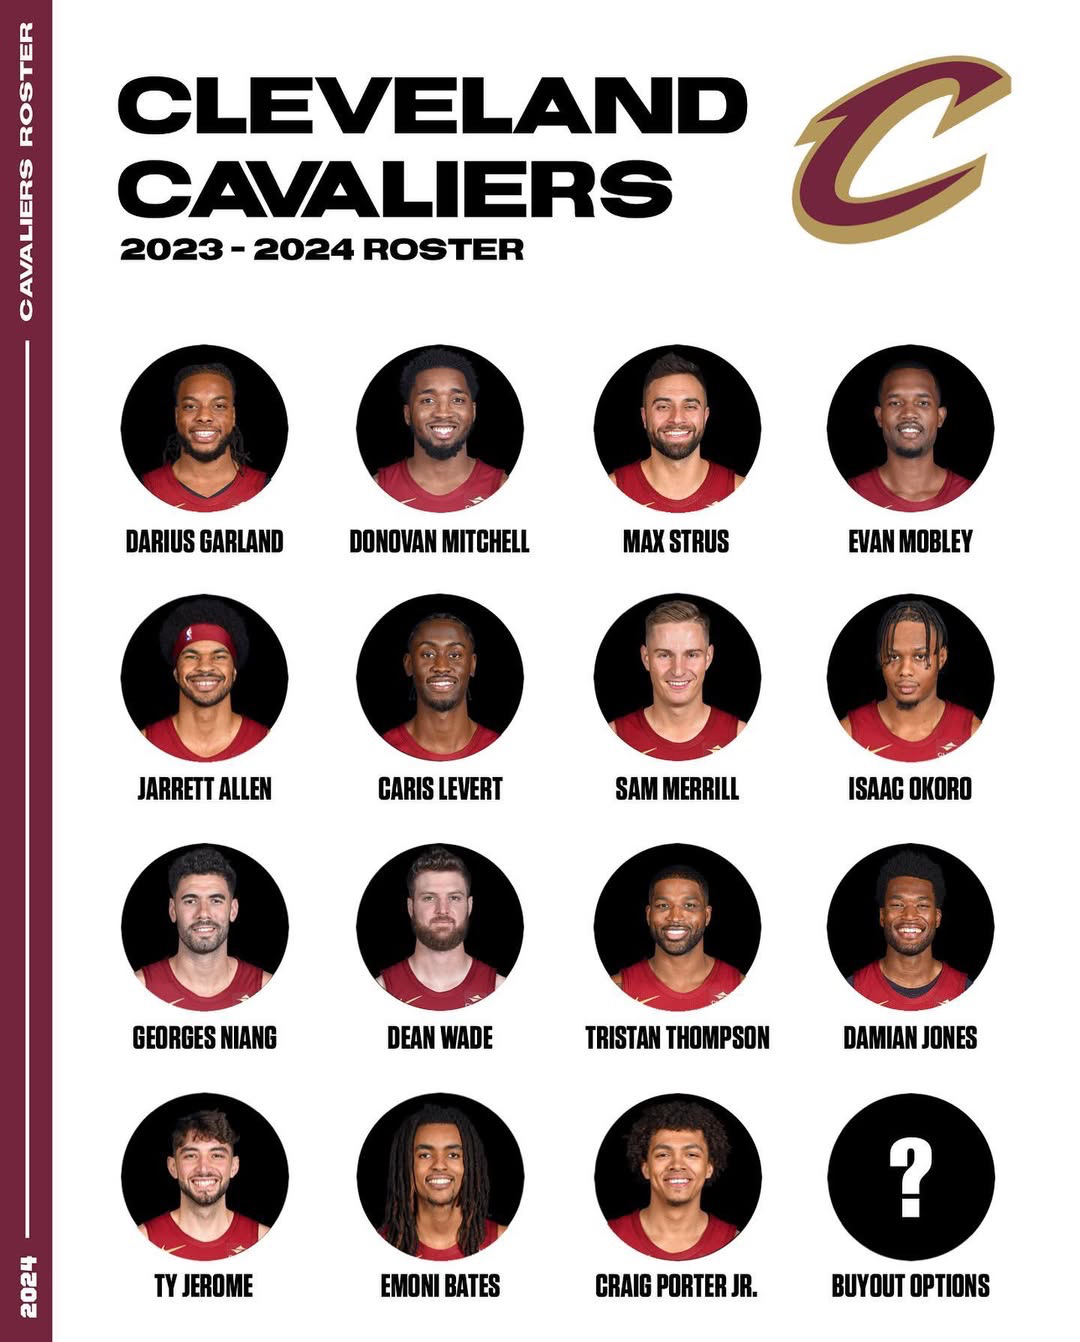 CAVALIERS ROSTER
2024
CLEVELAND
CAVALIERS
2023 - 2024 ROSTER
DARIUS GARLAND
DONOVAN MITCHELL
MAX STRUS
EVAN MOBLEY
JARRETT ALLEN
CARIS LEVERT
SAM MERRILL
ISAAC OKORO
GEORGES NIANG
DEAN WADE
TRISTAN THOMPSON
DAMIAN JONES
TY JEROME
EMONI BATES
CRAIG PORTER JR.
?
BUYOUT OPTIONS